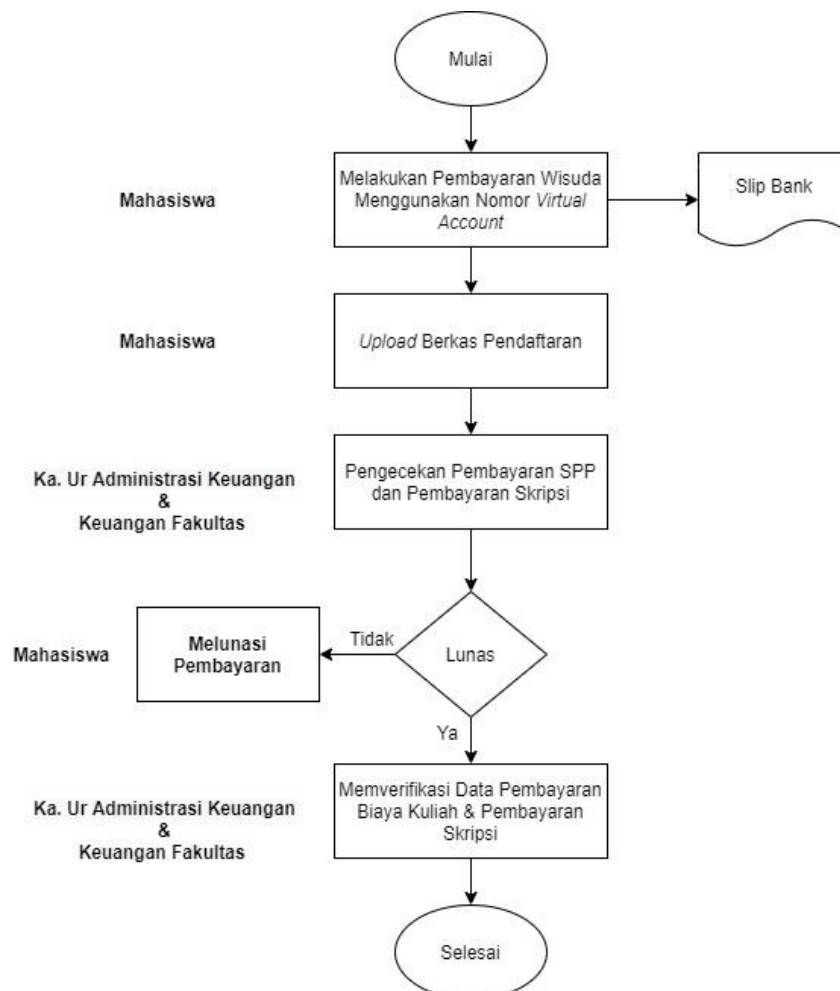 Mulai
Mahasiswa
Melakukan Pembayaran Wisuda
Menggunakan Nomor Virtual
Account
Slip Bank
Mahasiswa
Upload Berkas Pendaftaran
Ka. Ur Administrasi Keuangan
&
Keuangan Fakultas
Pengecekan Pembayaran SPP
dan Pembayaran Skripsi
Mahasiswa
Melunasi
Pembayaran
Tidak
Lunas
Ya
Ka. Ur Administrasi Keuangan
&
Keuangan Fakultas
Memverifikasi Data Pembayaran
Biaya Kuliah & Pembayaran
Skripsi
Selesai